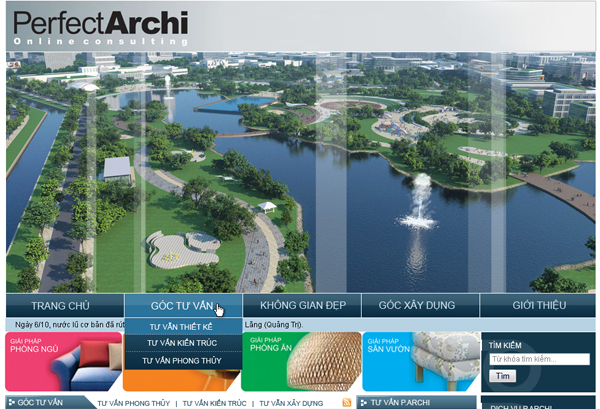 PerfectArchi
Online consulting
TRANG CHỦ GÓC TƯ VẤN KHÔNG GIAN ĐẸP GÓC XÂY DỰNG GIỚI THIỆU
Ngày 6/10, nước lũ cơ bản đã rút Lăng (Quảng Trị).
TƯ VẤN THIẾT KẾ
TƯ VẤN KIẾN TRÚC
TƯ VẤN PHONG THỦY
GIẢI PHÁP
PHÒNG NGỦ
GIẢI PHÁP
PHÒNG ĂN
GIẢI PHÁP
SÂN VƯỜN
TÌM KIẾM
Từ khóa tìm kiếm...
Tìm
GÓC TƯ VẤN TƯ VẤN PHONG THỦY | TƯ VẤN KIẾN TRÚC | TƯ VẤN XÂY DỰNG TƯ VẤN P.ARCHI
DỊCH VỤ P.ARCHI